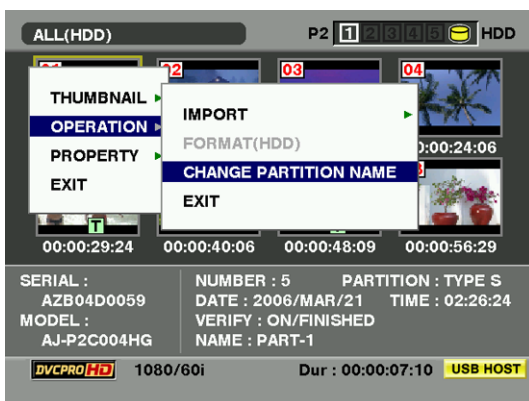 ALL(HDD)
P2 1 2 3 4 5 HDD
02 03 04
THUMBNAIL
OPERATION
PROPERTY
EXIT
IMPORT
FORMAT(HDD)
CHANGE PARTITION NAME
EXIT
:00:24:06
T
00:00:29:24 00:00:40:06 00:00:48:09 00:00:56:29
SERIAL :
AZB04D0059
MODEL :
AJ-P2C004HG
NUMBER : 5 PARTITION : TYPE S
DATE : 2006/MAR/21 TIME : 02:26:24
VERIFY : ON/FINISHED
NAME : PART-1
DVCPRO HD 1080/60i Dur : 00:00:07:10 USB HOST